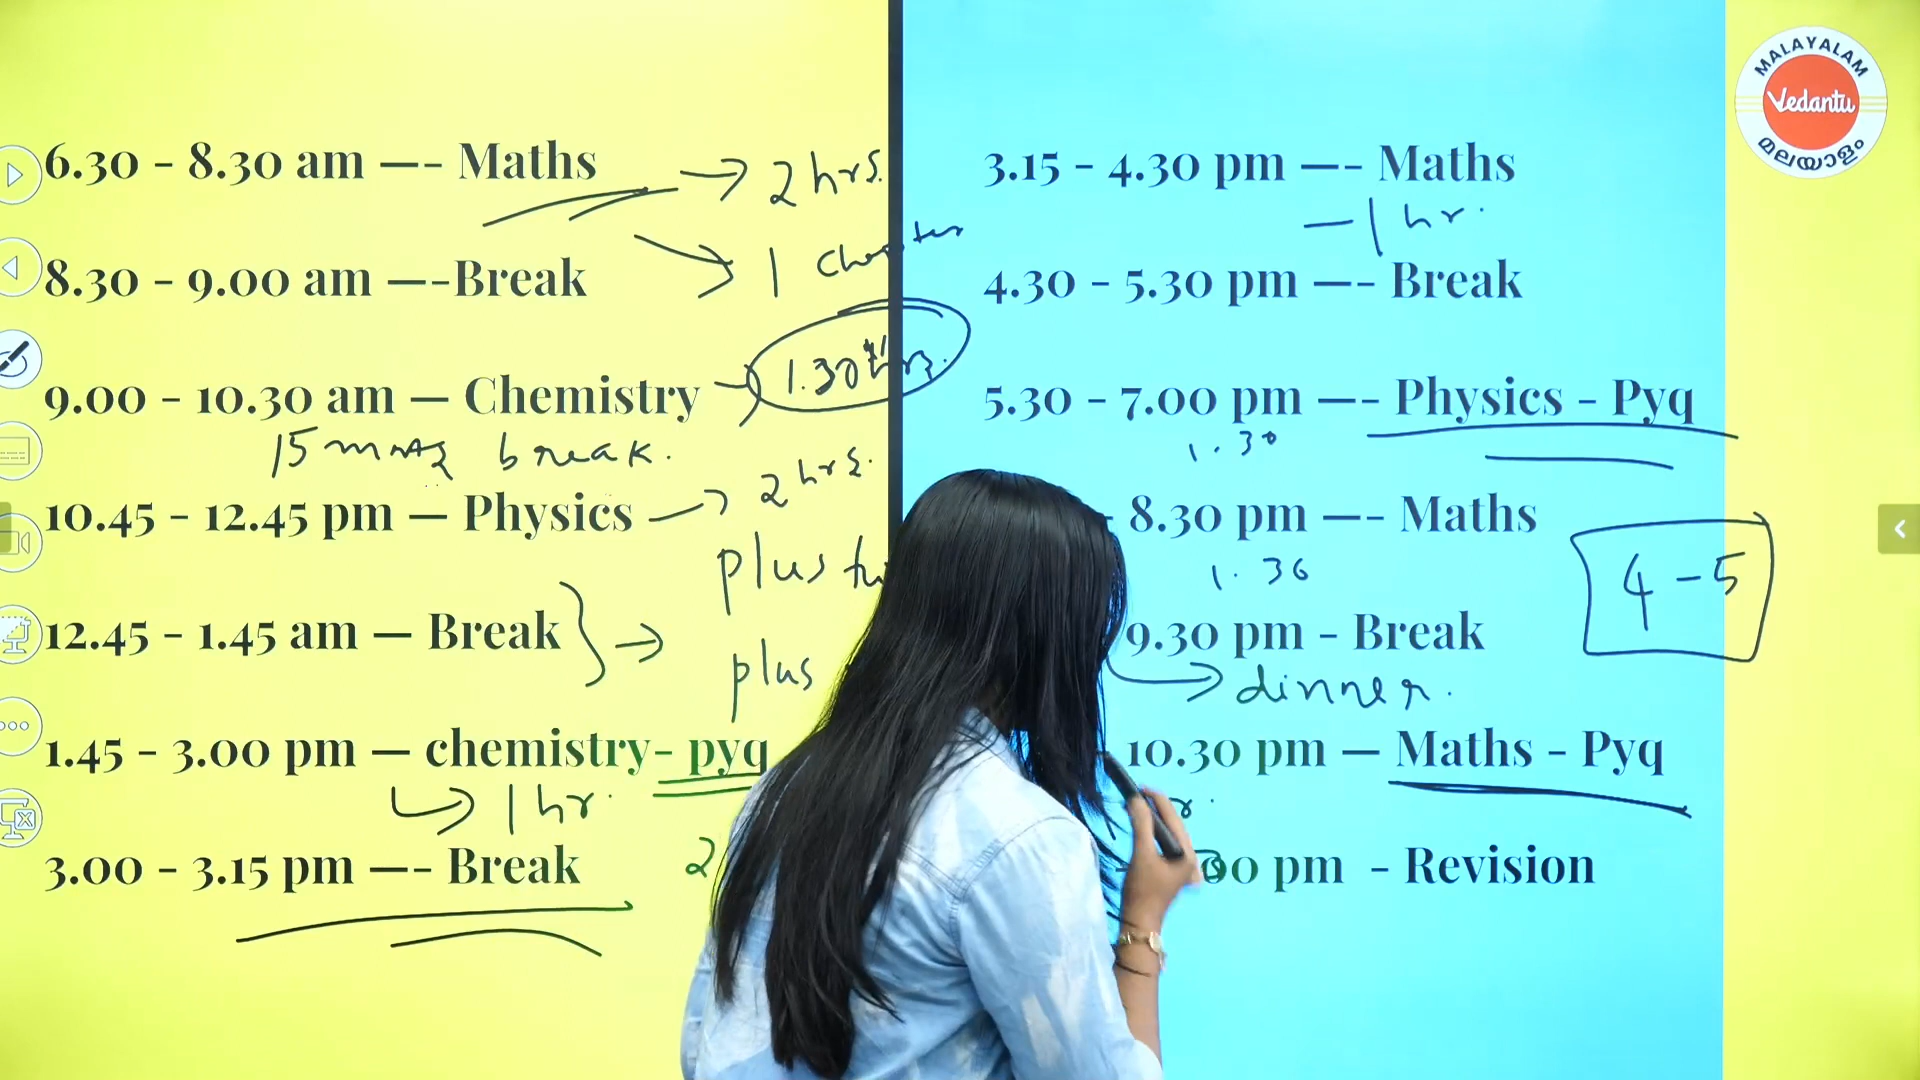 6.30 - 8.30 am —- Maths → 2 hrs.
→ 1
8.30 - 9.00 am —-Break
9.00 - 10.30 am — Chemistry 1.30 hrs.
15 break.
10.45 - 12.45 pm — Physics → 2 hrs.
plus
12.45 - 1.45 am — Break →
plus
1.45 - 3.00 pm — chemistry- pyq
1 hr.
3.00 - 3.15 pm —- Break
2
3.15 - 4.30 pm —- Maths
- 1 hr.
4.30 - 5.30 pm —- Break
5.30 - 7.00 pm —- Physics - Pyq
1.30
- 8.30 pm —- Maths
1.30
4 - 5
9.30 pm - Break
dinner.
10.30 pm — Maths - Pyq
pm - Revision
MALAYALAM
Vedantu
മലയാളം